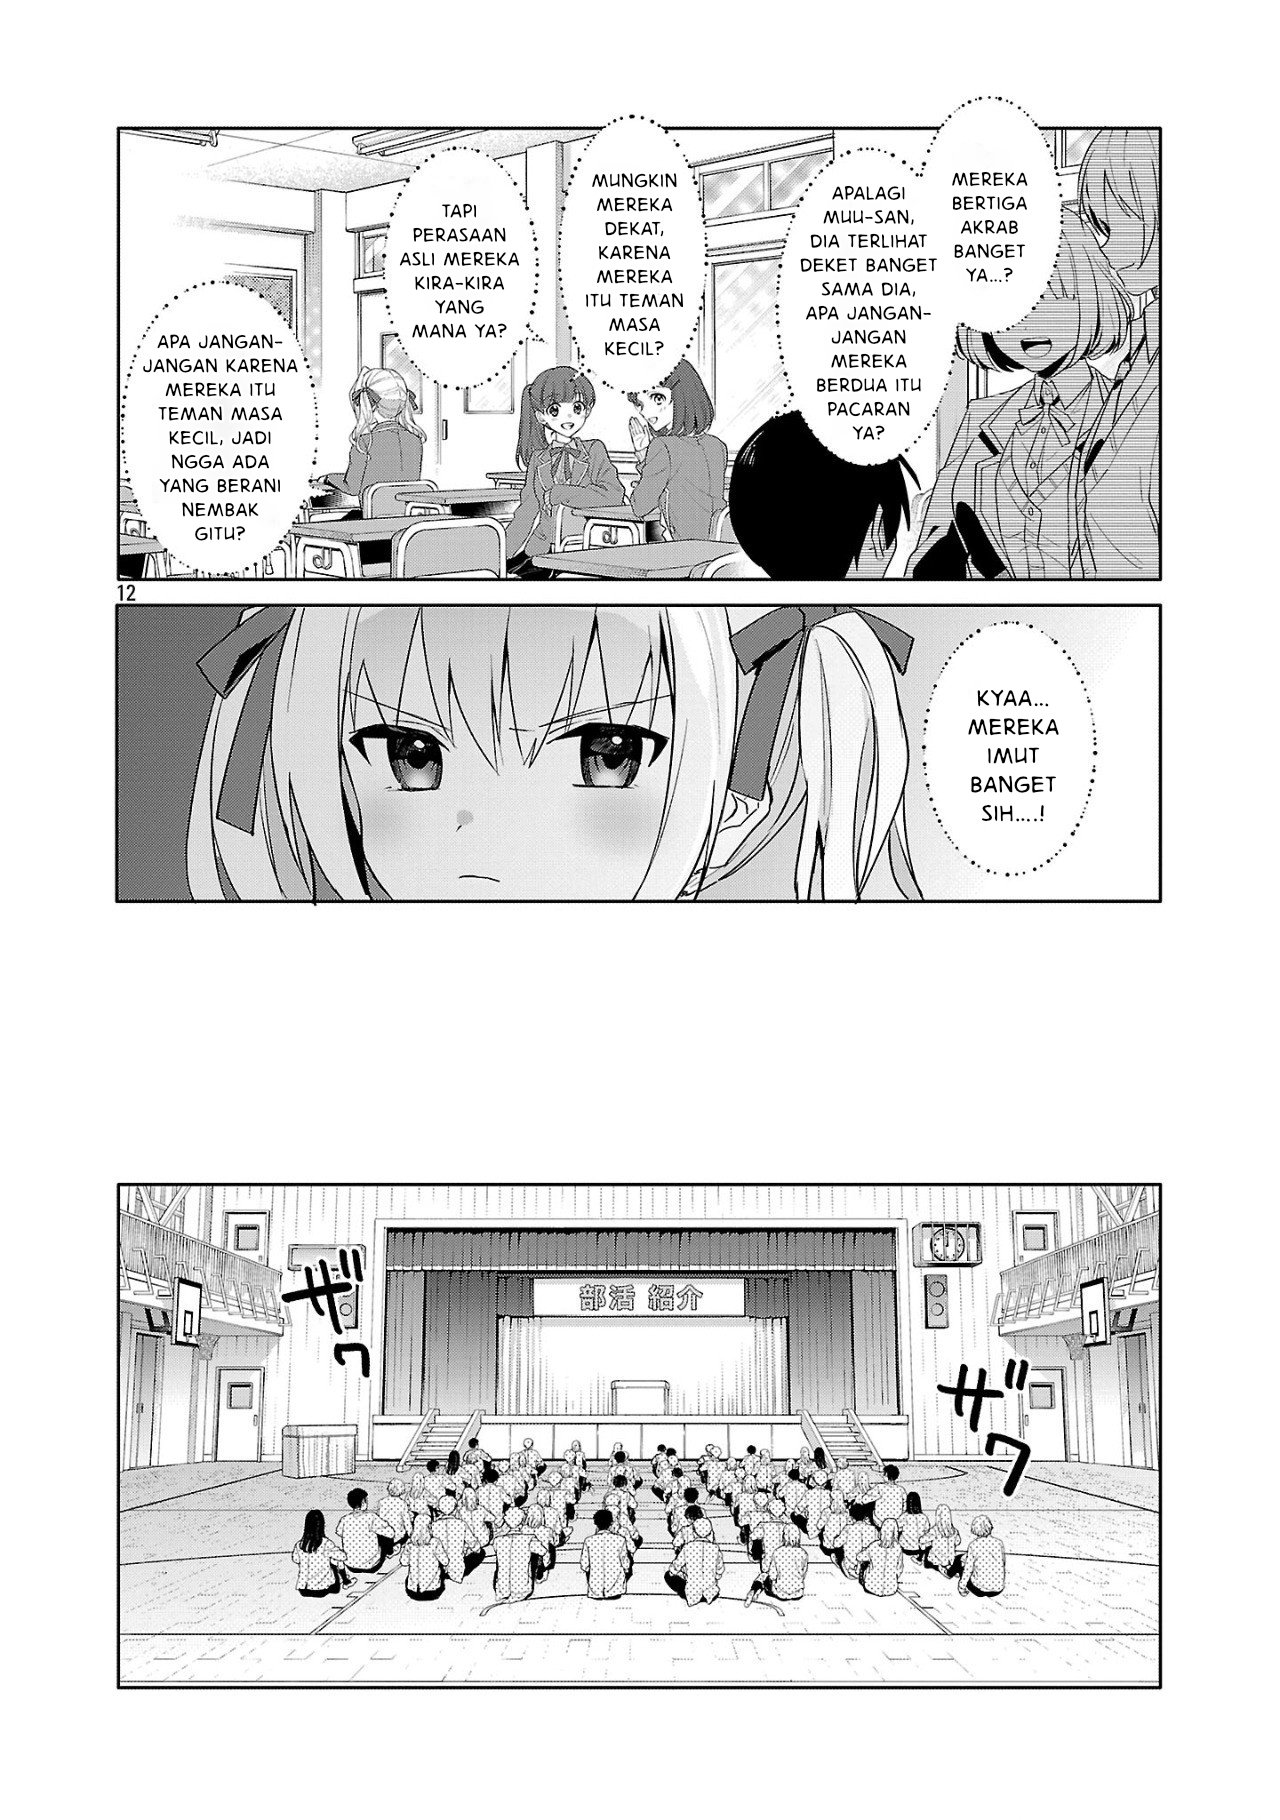 MEREKA
BERTIGA
AKRAB
BANGET
YA...?
APALAGI
MUU-SAN,
DIA TERLIHAT
DEKET BANGET
SAMA DIA,
APA JANGAN-
JANGAN
MEREKA
BERDUA ITU
PACARAN
YA?
MUNGKIN
MEREKA
DEKAT,
KARENA
MEREKA
ITU TEMAN
MASA
KECIL?
TAPI
PERASAAN
ASLI MEREKA
KIRA-KIRA
YANG
MANA YA?
APA JANGAN-
JANGAN KARENA
MEREKA ITU
TEMAN MASA
KECIL, JADI
NGGA ADA
YANG BERANI
NEMBAK
GITU?
12
KYAA...
MEREKA
IMUT
BANGET
SIH....!
部活 紹介
ザワ
ザワ